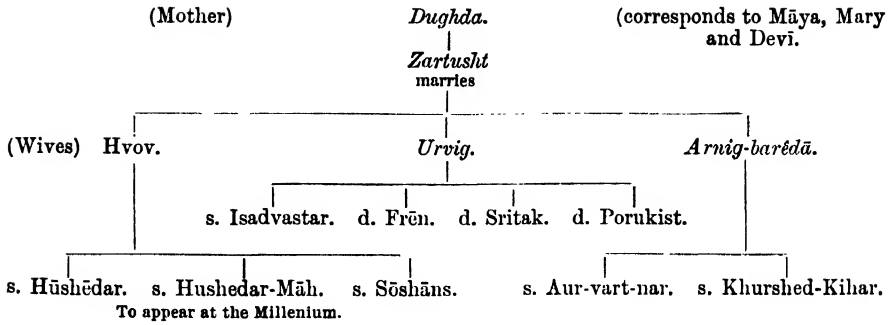 (Mother) Dughda. (corresponds to Māya, Mary
and Devī.
Zartusht
marries
(Wives) Hvov. Urvig. Arnig-barêdā.
s. Isadvastar. d. Frēn. d. Sritak. d. Porukist.
s. Hūshēdar. s. Hushedar-Māh. s. Sōshāns. s. Aur-vart-nar. s. Khurshed-Kihar.
To appear at the Millenium.